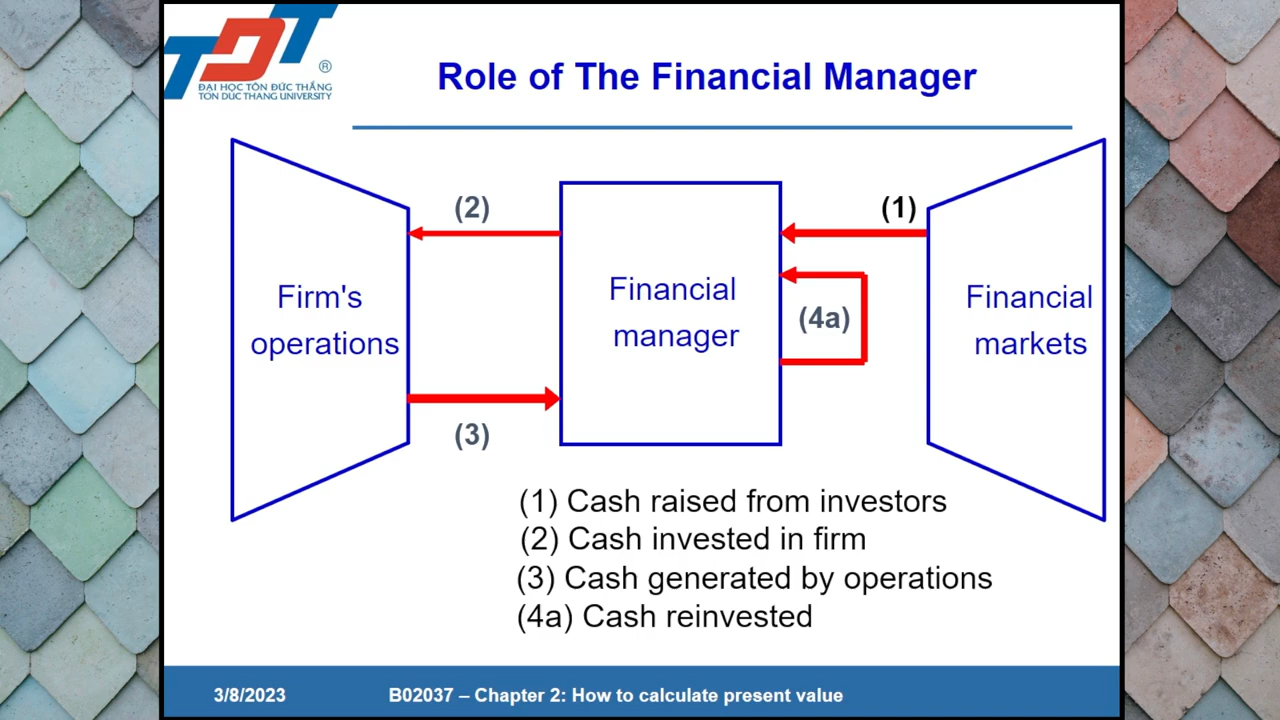 TDT
®
ĐẠI HỌC TÔN ĐỨC THẮNG
TON DUC THANG UNIVERSITY
Role of The Financial Manager
(2)
(1)
Firm's
operations
Financial
manager
(4a)
Financial
markets
(3)
(1) Cash raised from investors
(2) Cash invested in firm
(3) Cash generated by operations
(4a) Cash reinvested
3/8/2023
B02037 – Chapter 2: How to calculate present value